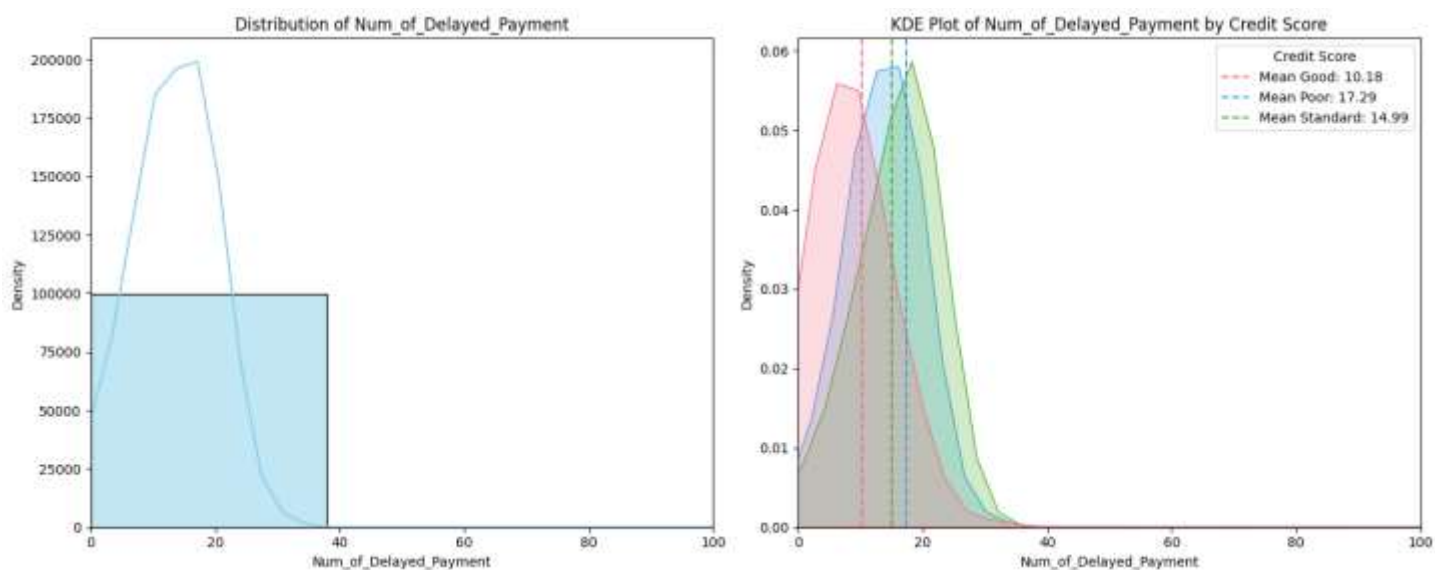 Distribution of Num_of_Delayed_Payment
200000
175000
150000
125000
100000
75000
50000
25000
0
Density
0 20 40 60 80 100
Num_of_Delayed_Payment
KDE Plot of Num_of_Delayed_Payment by Credit Score
Credit Score
Mean Good: 10.18
Mean Poor: 17.29
Mean Standard: 14.99
0.06
0.05
0.04
0.03
0.02
0.01
0.00
Density
0 20 40 60 80 100
Num_of_Delayed_Payment